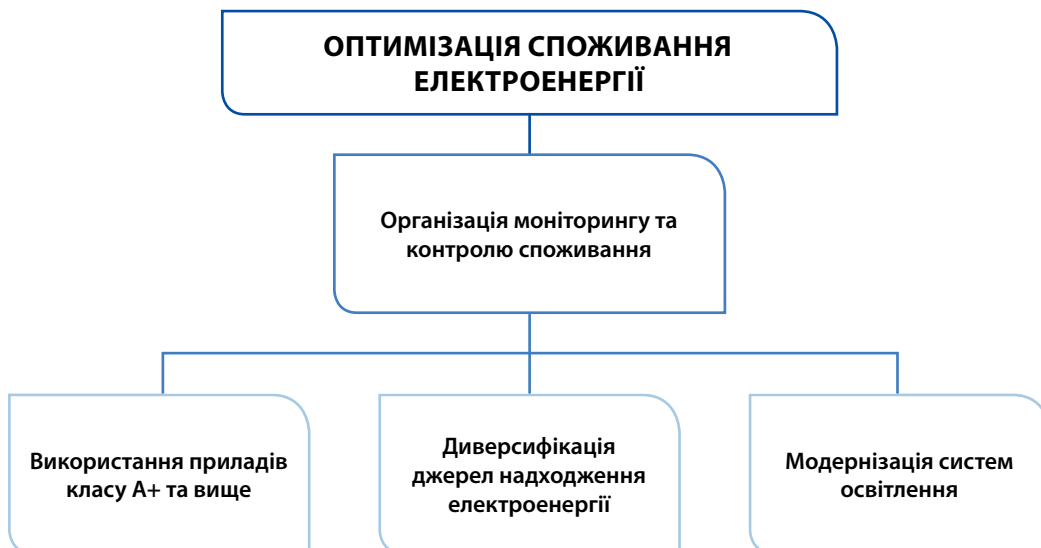 ОПТИМІЗАЦІЯ СПОЖИВАННЯ
ЕЛЕКТРОЕНЕРГІЇ
Організація моніторингу та
контролю споживання
Використання приладів
класу А+ та вище
Диверсифікація
джерел надходження
електроенергії
Модернізація систем
освітлення